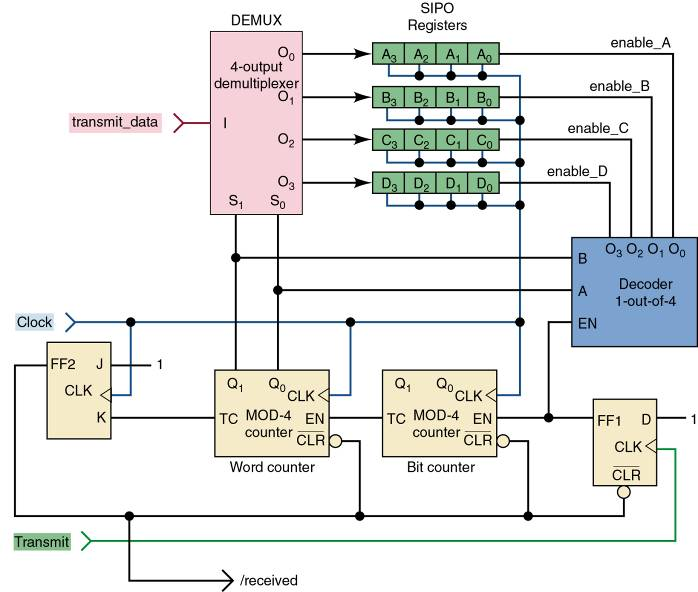 DEMUX
SIPO
Registers
4-output
demultiplexer
O0
O1
O2
O3
I
S1 S0
transmit_data
A3 A2 A1 A0
B3 B2 B1 B0
C3 C2 C1 C0
D3 D2 D1 D0
enable_A
enable_B
enable_C
enable_D
O3 O2 O1 O0
B
A
EN
Decoder
1-out-of-4
Clock
FF2 J
CLK
K
1
Q1 Q0
CLK
TC MOD-4 EN
counter
CLR
Word counter
Q1 Q0
CLK
TC MOD-4 EN
counter
CLR
Bit counter
FF1 D
CLK
CLR
1
Transmit
/received